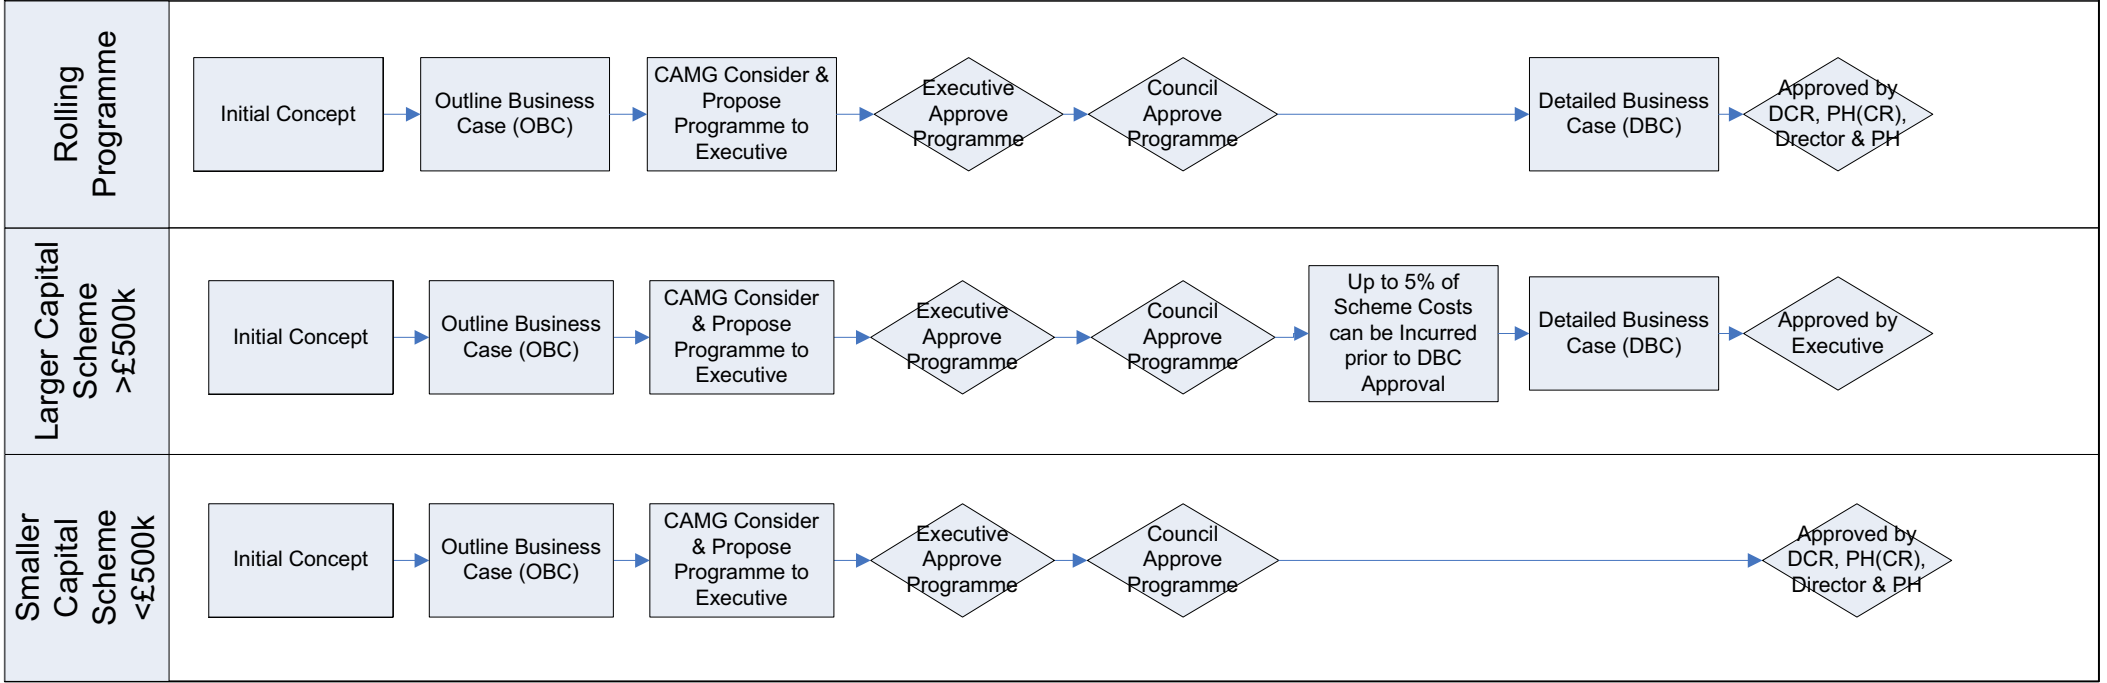 Rolling
Programme
Initial Concept
Outline Business
Case (OBC)
CAMG Consider &
Propose
Programme to
Executive
Executive
Approve
Programme
Council
Approve
Programme
Detailed Business
Case (DBC)
Approved by
DCR, PH(CR),
Drector & PH
Larger Capital
Scheme
>£500k
Initial Concept
Outline Business
Case (OBC)
CAMG Consider
& Propose
Programme to
Executive
Executive
Approve
Programme
Council
Approve
Programme
Up to 5% of
Scheme Costs
can be Incurred
prior to DBC
Approval
Detailed Business
Case (DBC)
Approved by
Executive
Smaller
Capital
Scheme
<£500k
Initial Concept
Outline Business
Case (OBC)
CAMG Consider
& Propose
Programme to
Executive
Executive
Approve
Programme
Council
Approve
Programme
Approved by
DCR, PH(CR),
Director & PH